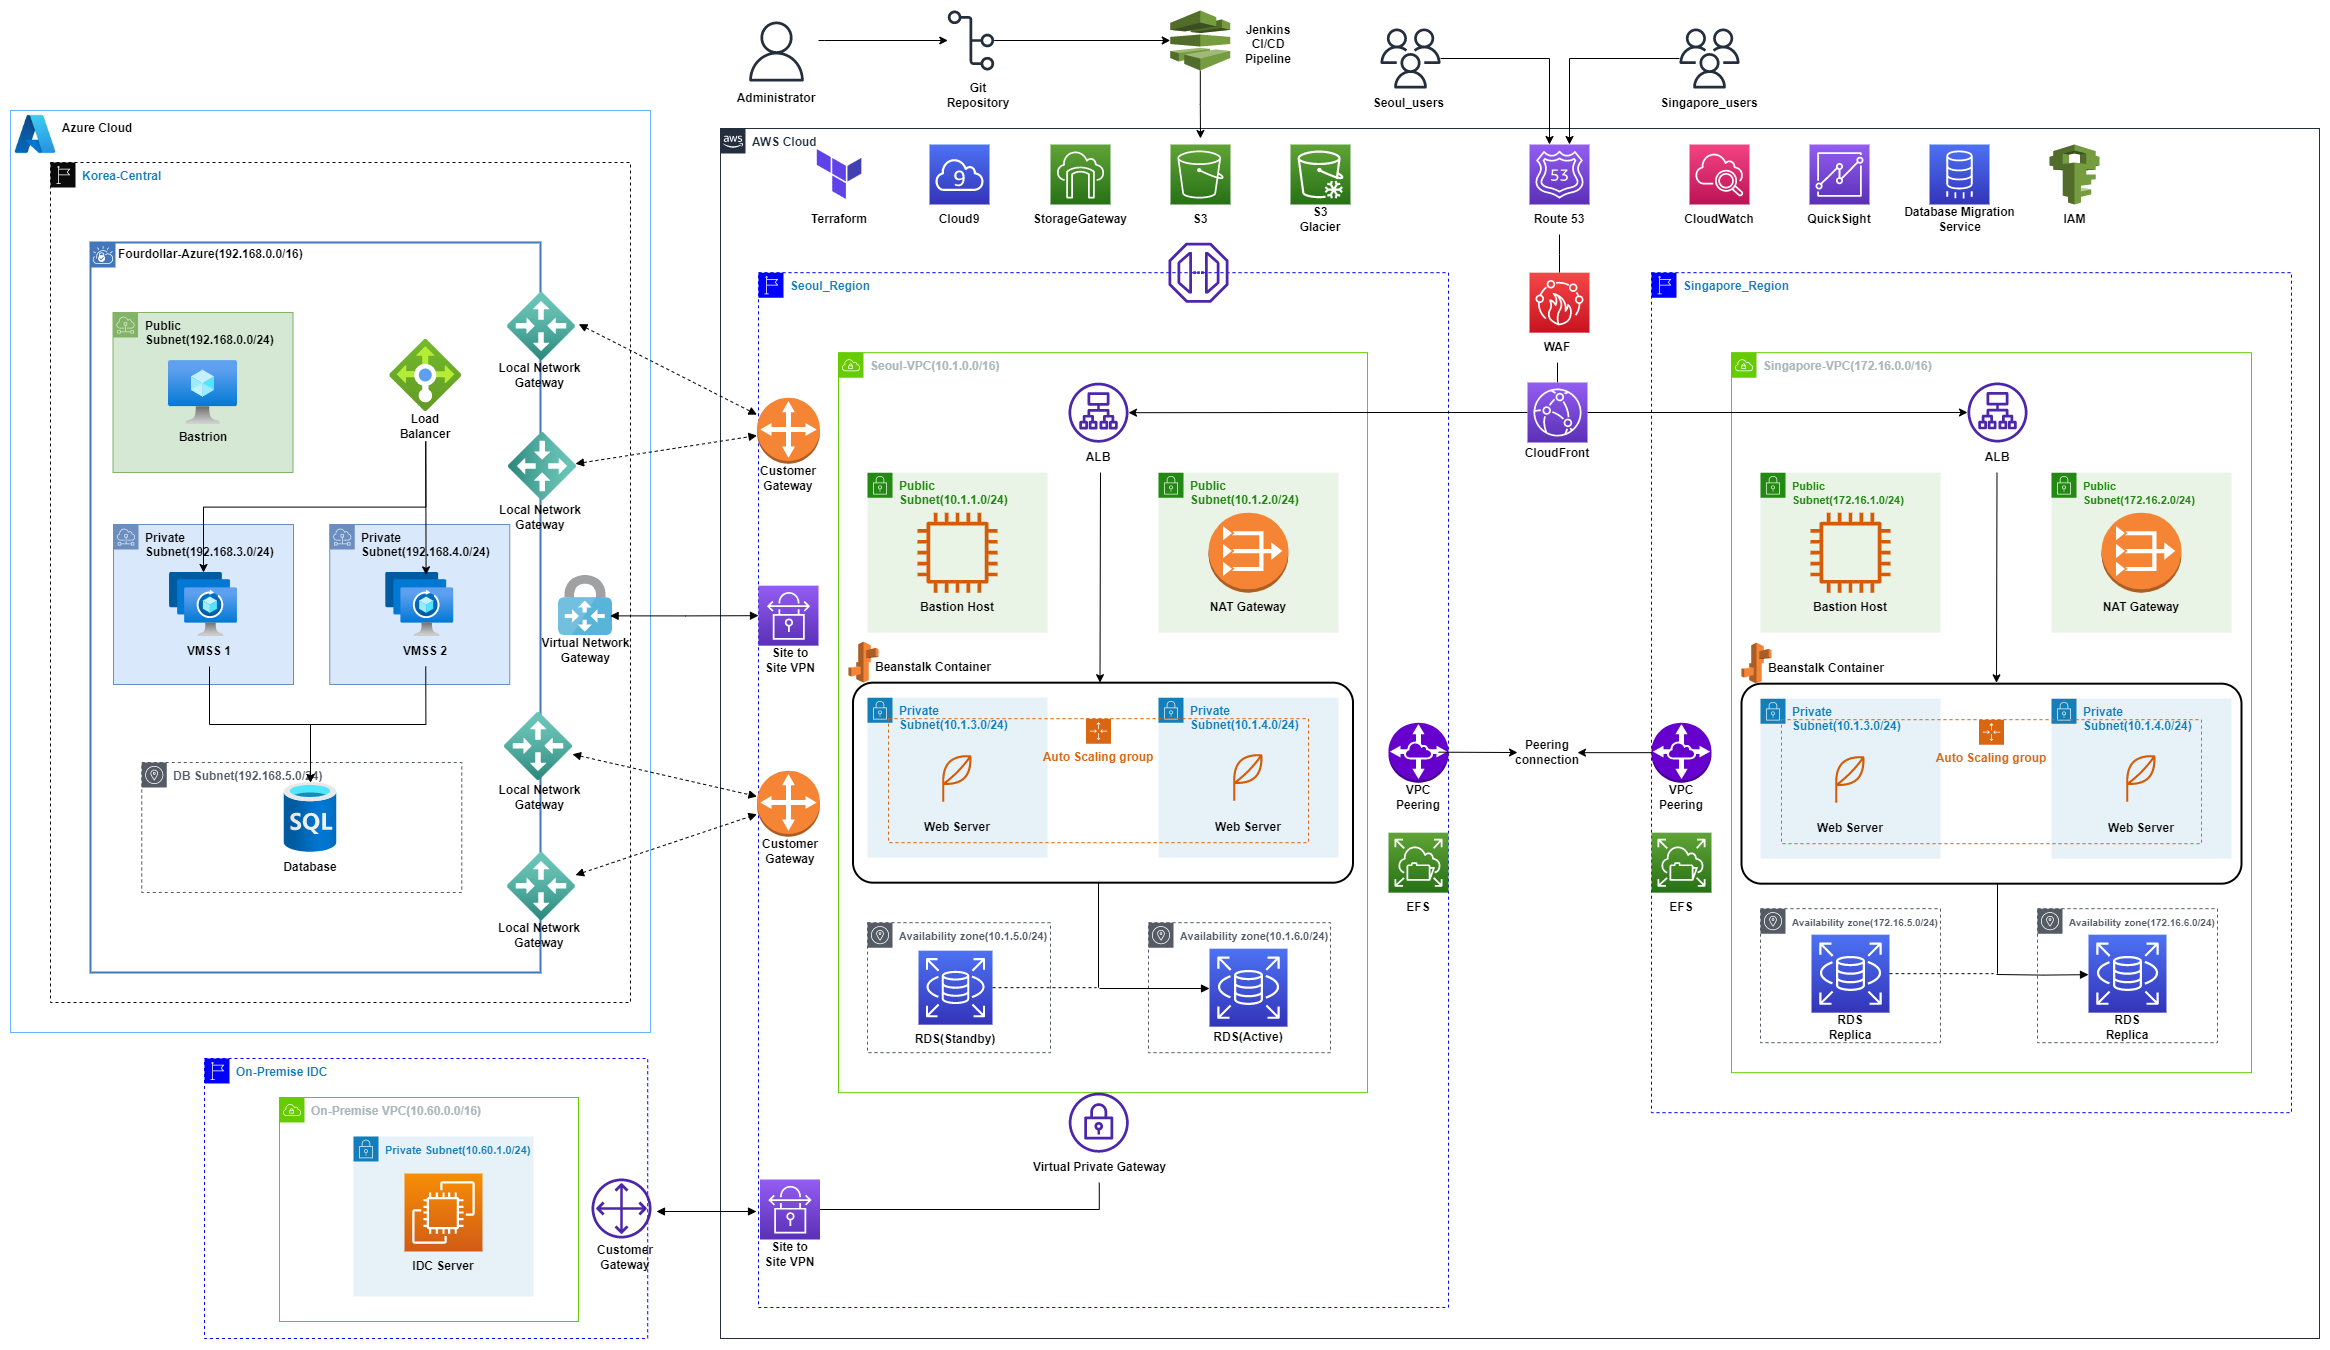 Administrator
Git
Repository
Jenkins
CI/CD
Pipeline
Seoul_users
Singapore_users
Azure Cloud
Korea-Central
Fourdollar-Azure(192.168.0.0/16)
Public
Subnet(192.168.0.0/24)
Bastrion
Load
Balancer
Local Network
Gateway
Local Network
Gateway
Private
Subnet(192.168.3.0/24)
VMSS 1
Private
Subnet(192.168.4.0/24)
VMSS 2
Virtual Network
Gateway
DB Subnet(192.168.5.0/24)
SQL
Database
Local Network
Gateway
Local Network
Gateway
On-Premise IDC
On-Premise VPC(10.60.0.0/16)
Private Subnet(10.60.1.0/24)
IDC Server
Customer
Gateway
aws
AWS Cloud
Terraform
9
Cloud9
StorageGateway
S3
S3
Glacier
53
Route 53
CloudWatch
QuickSight
Database Migration
Service
IAM
WAF
CloudFront
Seoul_Region
Customer
Gateway
Site to
Site VPN
Customer
Gateway
Site to
Site VPN
Seoul-VPC(10.1.0.0/16)
ALB
Public
Subnet(10.1.1.0/24)
Bastion Host
Public
Subnet(10.1.2.0/24)
NAT Gateway
Beanstalk Container
Private
Subnet(10.1.3.0/24)
Web Server
Auto Scaling group
Private
Subnet(10.1.4.0/24)
Web Server
Availability zone(10.1.5.0/24)
RDS(Standby)
Availability zone(10.1.6.0/24)
RDS(Active)
Virtual Private Gateway
VPC
Peering
EFS
Peering
connection
Singapore_Region
VPC
Peering
EFS
Singapore-VPC(172.16.0.0/16)
ALB
Public
Subnet(172.16.1.0/24)
Bastion Host
Public
Subnet(172.16.2.0/24)
NAT Gateway
Beanstalk Container
Private
Subnet(10.1.3.0/24)
Web Server
Auto Scaling group
Private
Subnet(10.1.4.0/24)
Web Server
Availability zone(172.16.5.0/24)
RDS
Replica
Availability zone(172.16.6.0/24)
RDS
Replica